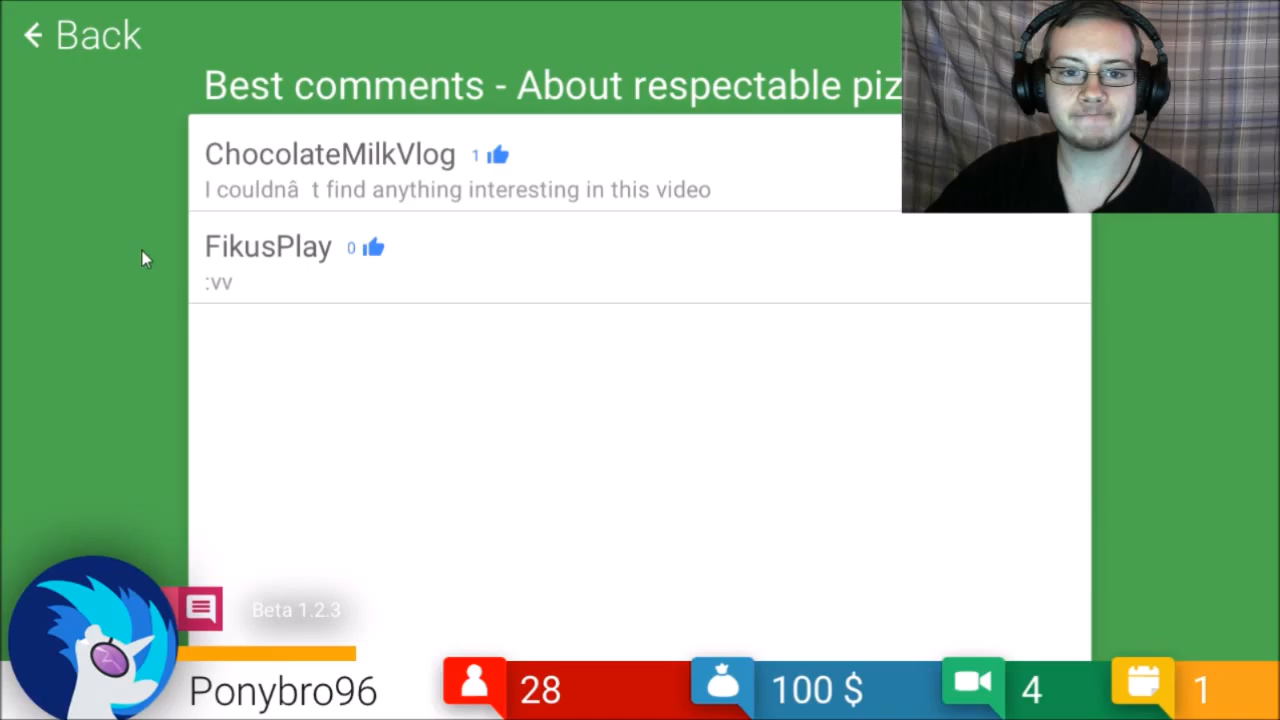 Back
Best comments - About respectable piz
ChocolateMilkVlog 1
I couldnâ t find anything interesting in this video
FikusPlay 0
:vv
Beta 1.2.3
Ponybro96
28
100 $
4
1